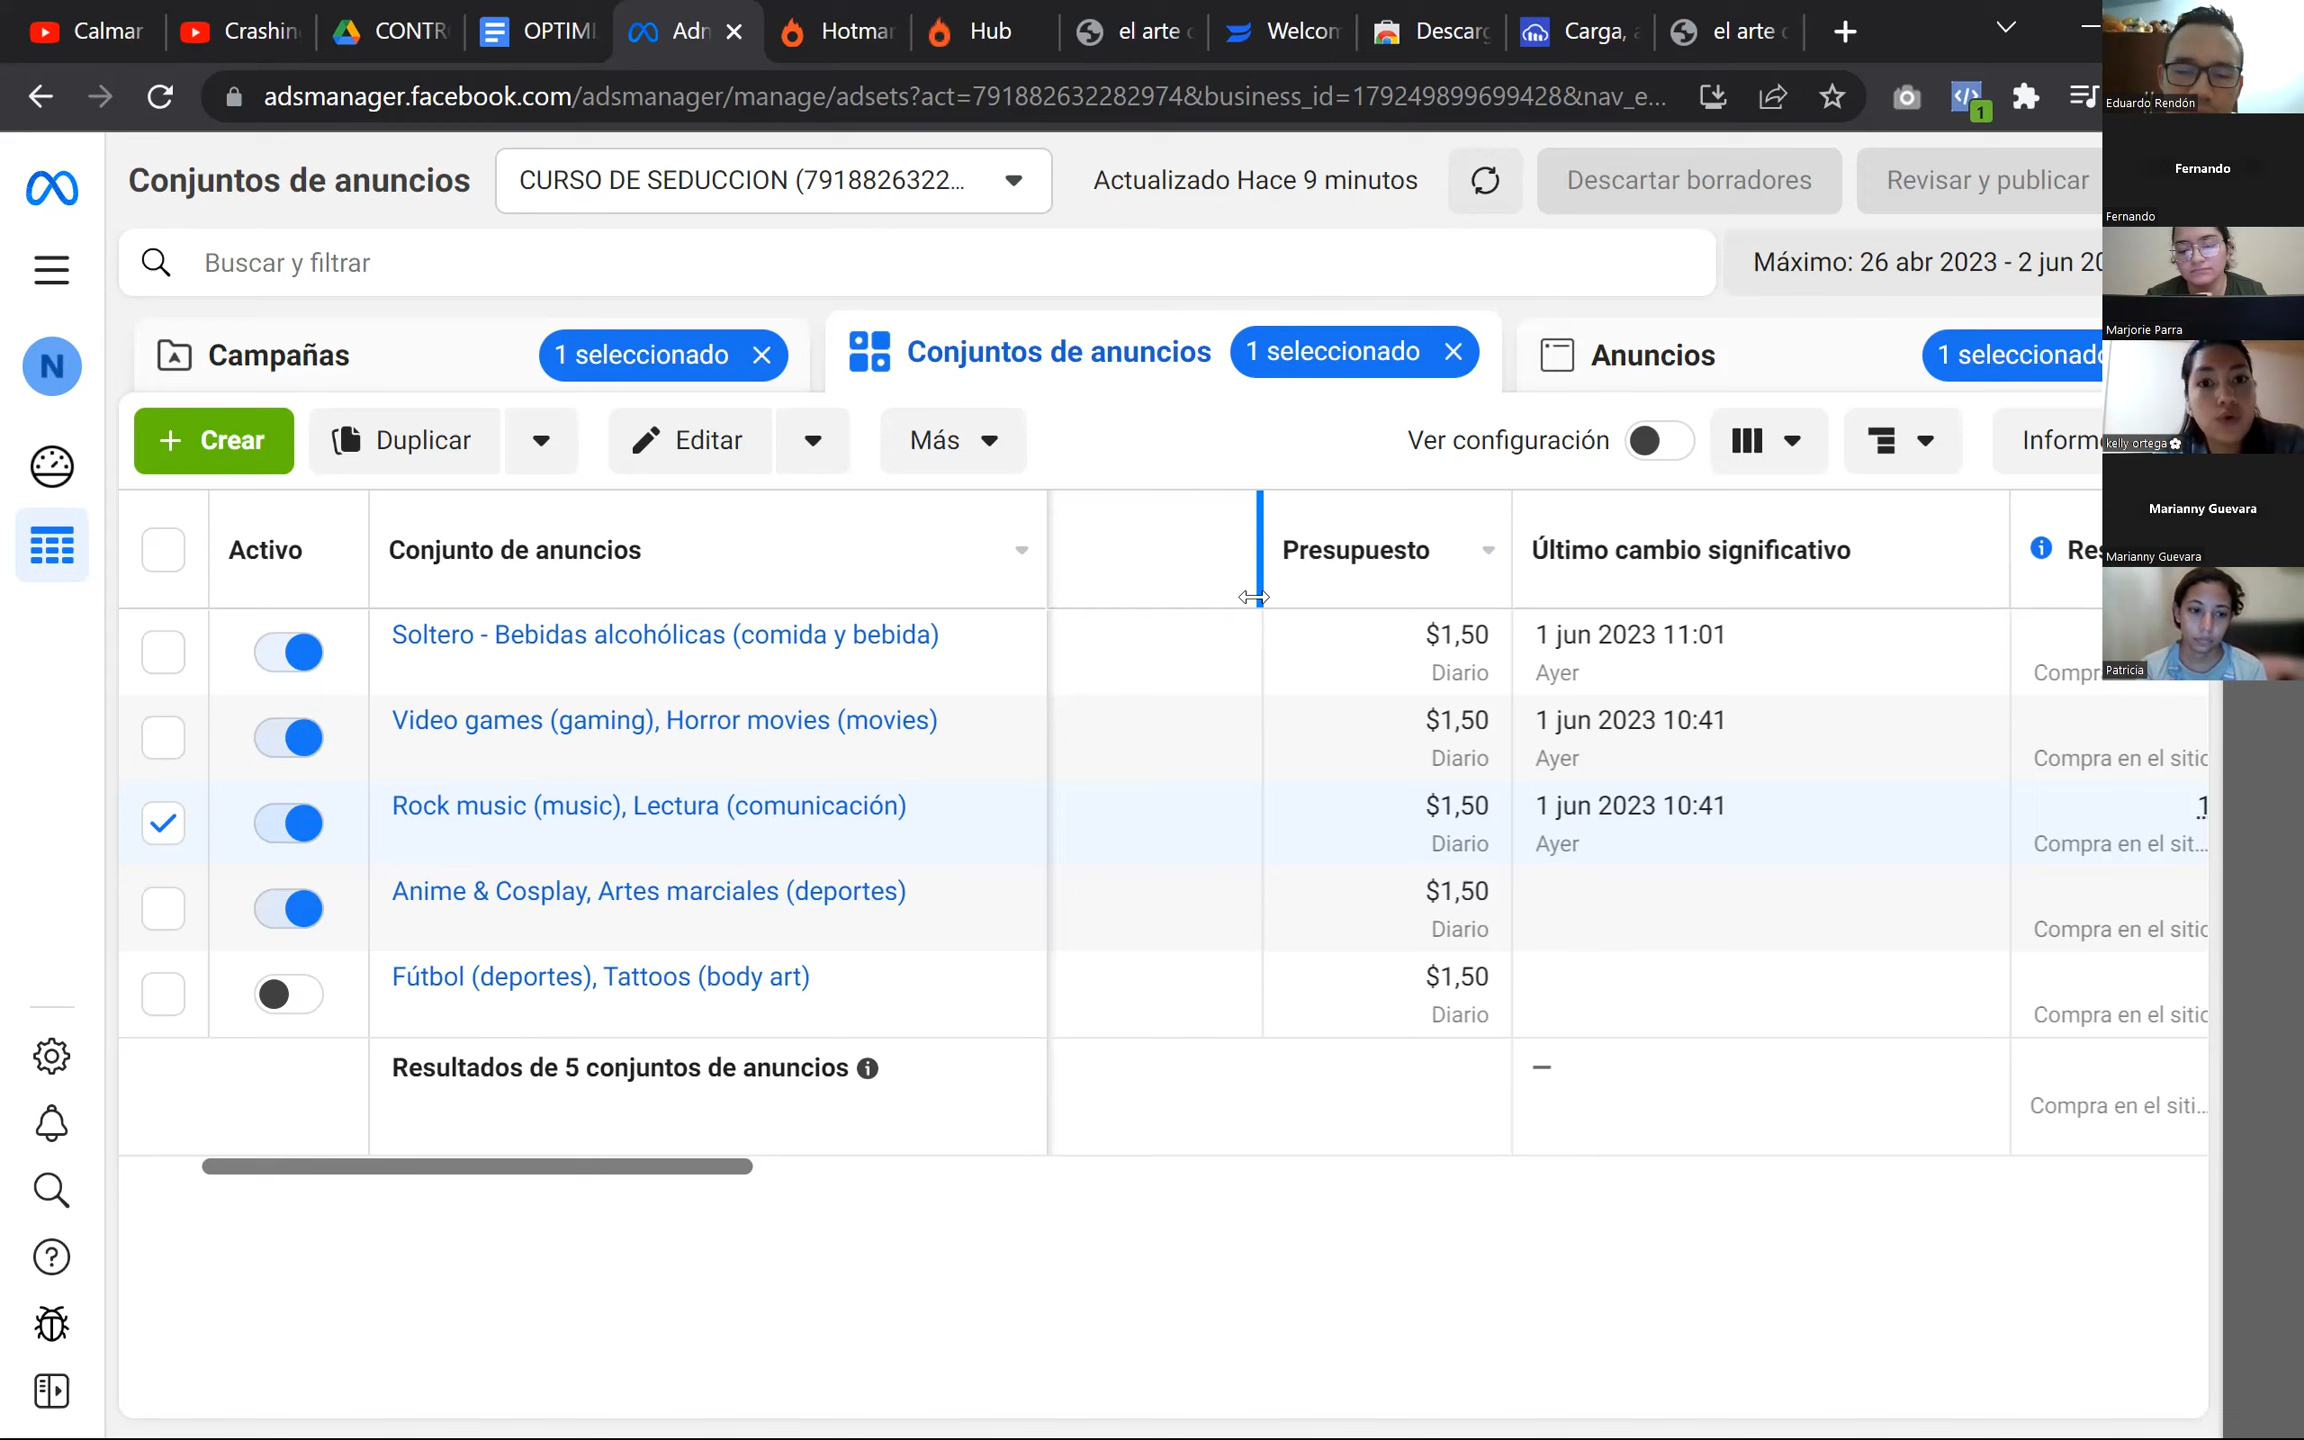 Calmar
Crashin
CONTR
OPTIMI
Adn
Hotmar
Hub
el arte c
Welcon
Descarg
Carga, a
el arte c
adsmanager.facebook.com/adsmanager/manage/adsets?act=791882632282974&business_id=179249899699428&nav_e...
1
Conjuntos de anuncios
CURSO DE SEDUCCION (7918826322...
Actualizado Hace 9 minutos
Descartar borradores
Revisar y publicar
Buscar y filtrar
Máximo: 26 abr 2023 - 2 jun 20
N
Campañas
1 seleccionado
Conjuntos de anuncios
1 seleccionado
Anuncios
1 seleccionado
+ Crear
Duplicar
Editar
Más
Ver configuración
Inform
Activo
Conjunto de anuncios
Presupuesto
Último cambio significativo
Res
Soltero - Bebidas alcohólicas (comida y bebida)
$1,50
1 jun 2023 11:01
Diario
Ayer
Compr
Video games (gaming), Horror movies (movies)
$1,50
1 jun 2023 10:41
Diario
Ayer
Compra en el sitio
Rock music (music), Lectura (comunicación)
$1,50
1 jun 2023 10:41
1
Diario
Ayer
Compra en el sit...
Anime & Cosplay, Artes marciales (deportes)
$1,50
Diario
Compra en el sitio
Fútbol (deportes), Tattoos (body art)
$1,50
Diario
Compra en el sitio
Resultados de 5 conjuntos de anuncios
—
Compra en el siti...
Eduardo Rendón
Fernando
Fernando
Marjorie Parra
kelly ortega
Marianny Guevara
Marianny Guevara
Patricia